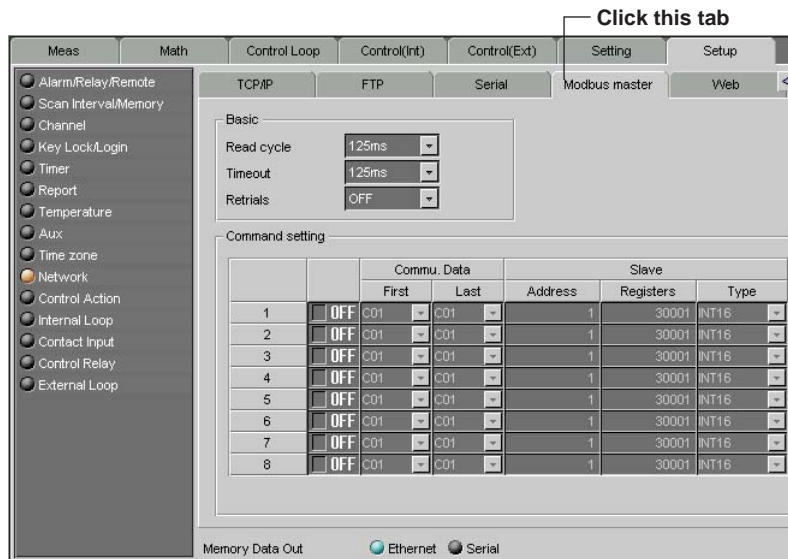 Click this tab
Meas Math Control Loop Control(Int) Control(Ext) Setting Setup
Alarm/Relay/Remote
Scan Interval/Memory
Channel
Key Lock/Login
Timer
Report
Temperature
Aux
Time zone
Network
Control Action
Internal Loop
Contact Input
Control Relay
External Loop
TCP/IP FTP Serial Modbus master Web <
Basic
Read cycle 125ms
Timeout 125ms
Retrials OFF
Command setting
Commu. Data Slave
First Last Address Registers Type
1 OFF C01 C01 1 30001 INT16
2 OFF C01 C01 1 30001 INT16
3 OFF C01 C01 1 30001 INT16
4 OFF C01 C01 1 30001 INT16
5 OFF C01 C01 1 30001 INT16
6 OFF C01 C01 1 30001 INT16
7 OFF C01 C01 1 30001 INT16
8 OFF C01 C01 1 30001 INT16
Memory Data Out Ethernet Serial